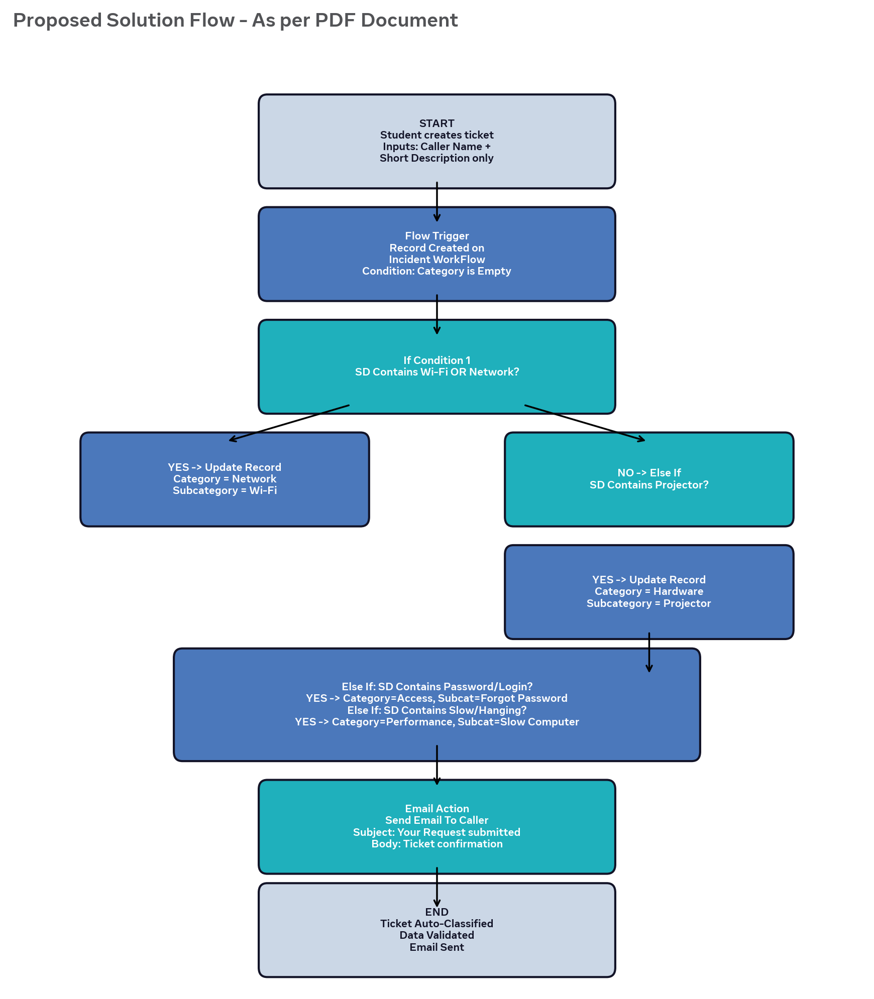 Proposed Solution Flow - As per PDF Document
START
Student creates ticket
Inputs: Caller Name +
Short Description only
Flow Trigger
Record Created on
Incident WorkFlow
Condition: Category is Empty
If Condition 1
SD Contains Wi-Fi OR Network?
YES -> Update Record
Category = Network
Subcategory = Wi-Fi
NO -> Else If
SD Contains Projector?
YES -> Update Record
Category = Hardware
Subcategory = Projector
Else If: SD Contains Password/Login?
YES -> Category=Access, Subcat=Forgot Password
Else If: SD Contains Slow/Hanging?
YES -> Category=Performance, Subcat=Slow Computer
Email Action
Send Email To Caller
Subject: Your Request submitted
Body: Ticket confirmation
END
Ticket Auto-Classified
Data Validated
Email Sent